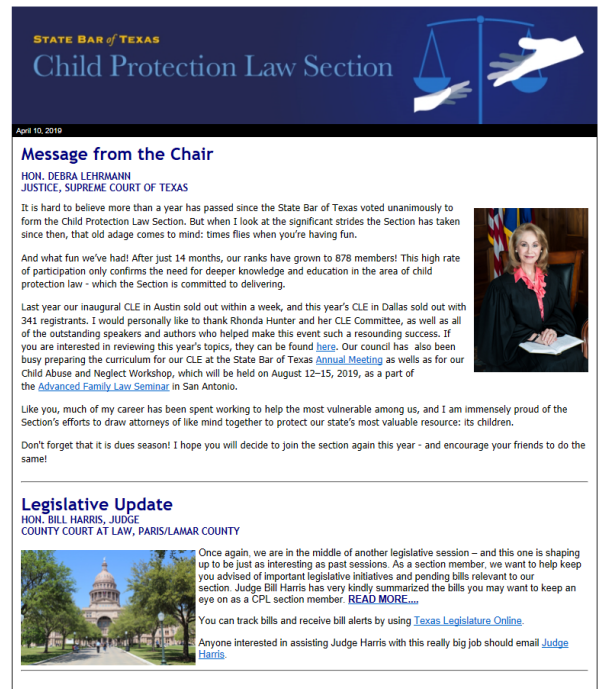 STATE BAR of TEXAS
Child Protection Law Section
April 10, 2019
Message from the Chair
HON. DEBRA LEHRMANN
JUSTICE, SUPREME COURT OF TEXAS
It is hard to believe more than a year has passed since the State Bar of Texas voted unanimously to
form the Child Protection Law Section. But when I look at the significant strides the Section has taken
since then, that old adage comes to mind: times flies when you're having fun.
And what fun we've had! After just 14 months, our ranks have grown to 878 members! This high rate
of participation only confirms the need for deeper knowledge and education in the area of child
protection law - which the Section is committed to delivering.
Last year our inaugural CLE in Austin sold out within a week, and this year's CLE in Dallas sold out with
341 registrants. I would personally like to thank Rhonda Hunter and her CLE Committee, as well as all
of the outstanding speakers and authors who helped make this event such a resounding success. If
you are interested in reviewing this year's topics, they can be found here. Our council has also been
busy preparing the curriculum for our CLE at the State Bar of Texas Annual Meeting as wells as for our
Child Abuse and Neglect Workshop, which will be held on August 12–15, 2019, as a part of
the Advanced Family Law Seminar in San Antonio.
Like you, much of my career has been spent working to help the most vulnerable among us, and I am immensely proud of the
Section's efforts to draw attorneys of like mind together to protect our state's most valuable resource: its children.
Don't forget that it is dues season! I hope you will decide to join the section again this year - and encourage your friends to do the
same!
Legislative Update
HON. BILL HARRIS, JUDGE
COUNTY COURT AT LAW, PARIS/LAMAR COUNTY
Once again, we are in the middle of another legislative session – and this one is shaping
up to be just as interesting as past sessions. As a section member, we want to help keep
you advised of important legislative initiatives and pending bills relevant to our
section. Judge Bill Harris has very kindly summarized the bills you may want to keep an
eye on as a CPL section member. READ MORE....
You can track bills and receive bill alerts by using Texas Legislature Online.
Anyone interested in assisting Judge Harris with this really big job should email Judge
Harris.